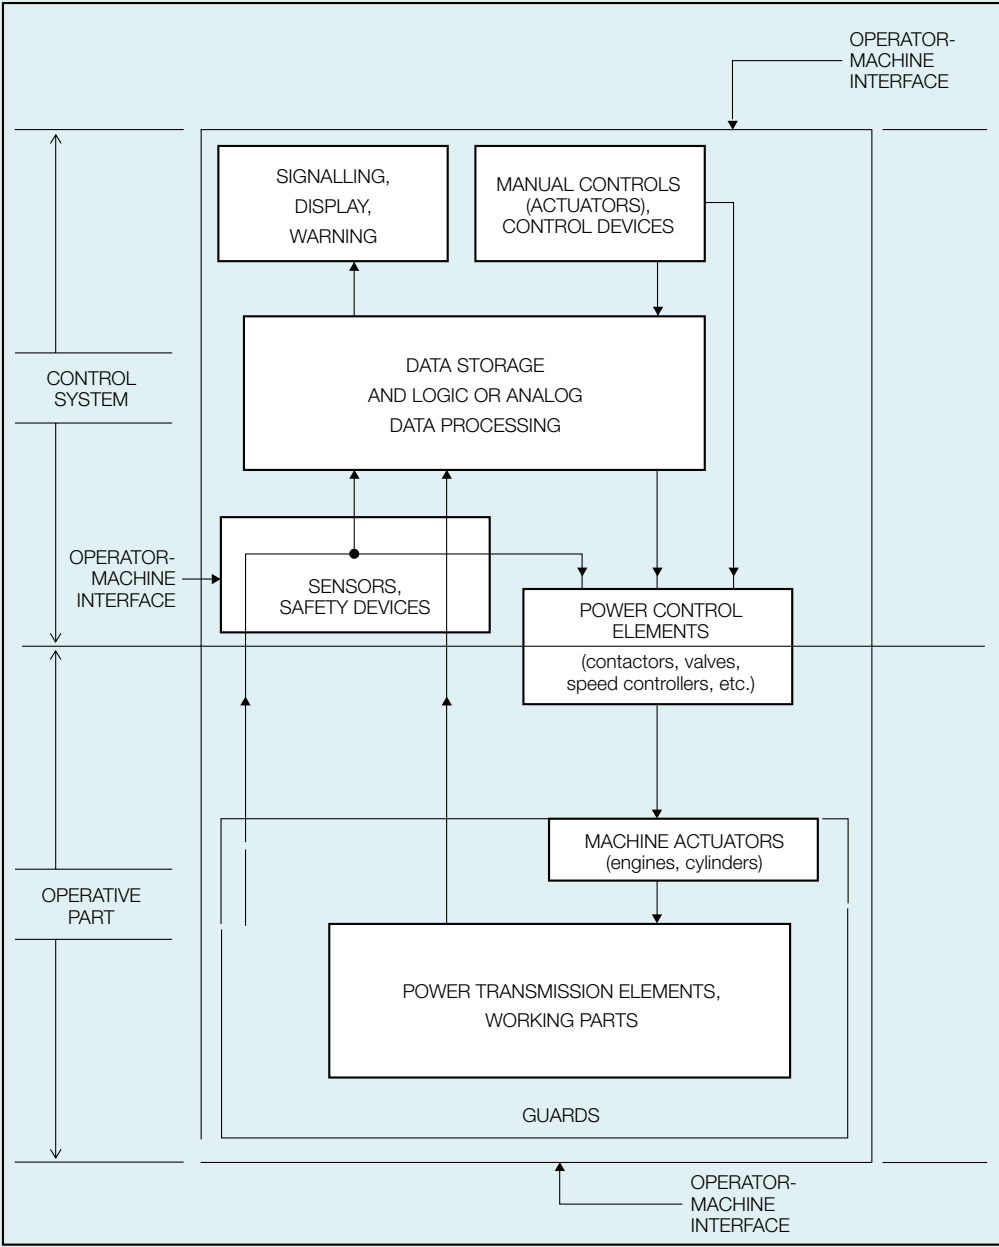 OPERATOR-
MACHINE
INTERFACE
SIGNALLING,
DISPLAY,
WARNING
MANUAL CONTROLS
(ACTUATORS),
CONTROL DEVICES
DATA STORAGE
AND LOGIC OR ANALOG
DATA PROCESSING
CONTROL
SYSTEM
OPERATOR-
MACHINE
INTERFACE
SENSORS,
SAFETY DEVICES
POWER CONTROL
ELEMENTS
(contactors, valves,
speed controllers, etc.)
MACHINE ACTUATORS
(engines, cylinders)
OPERATIVE
PART
POWER TRANSMISSION ELEMENTS,
WORKING PARTS
GUARDS
OPERATOR-
MACHINE
INTERFACE